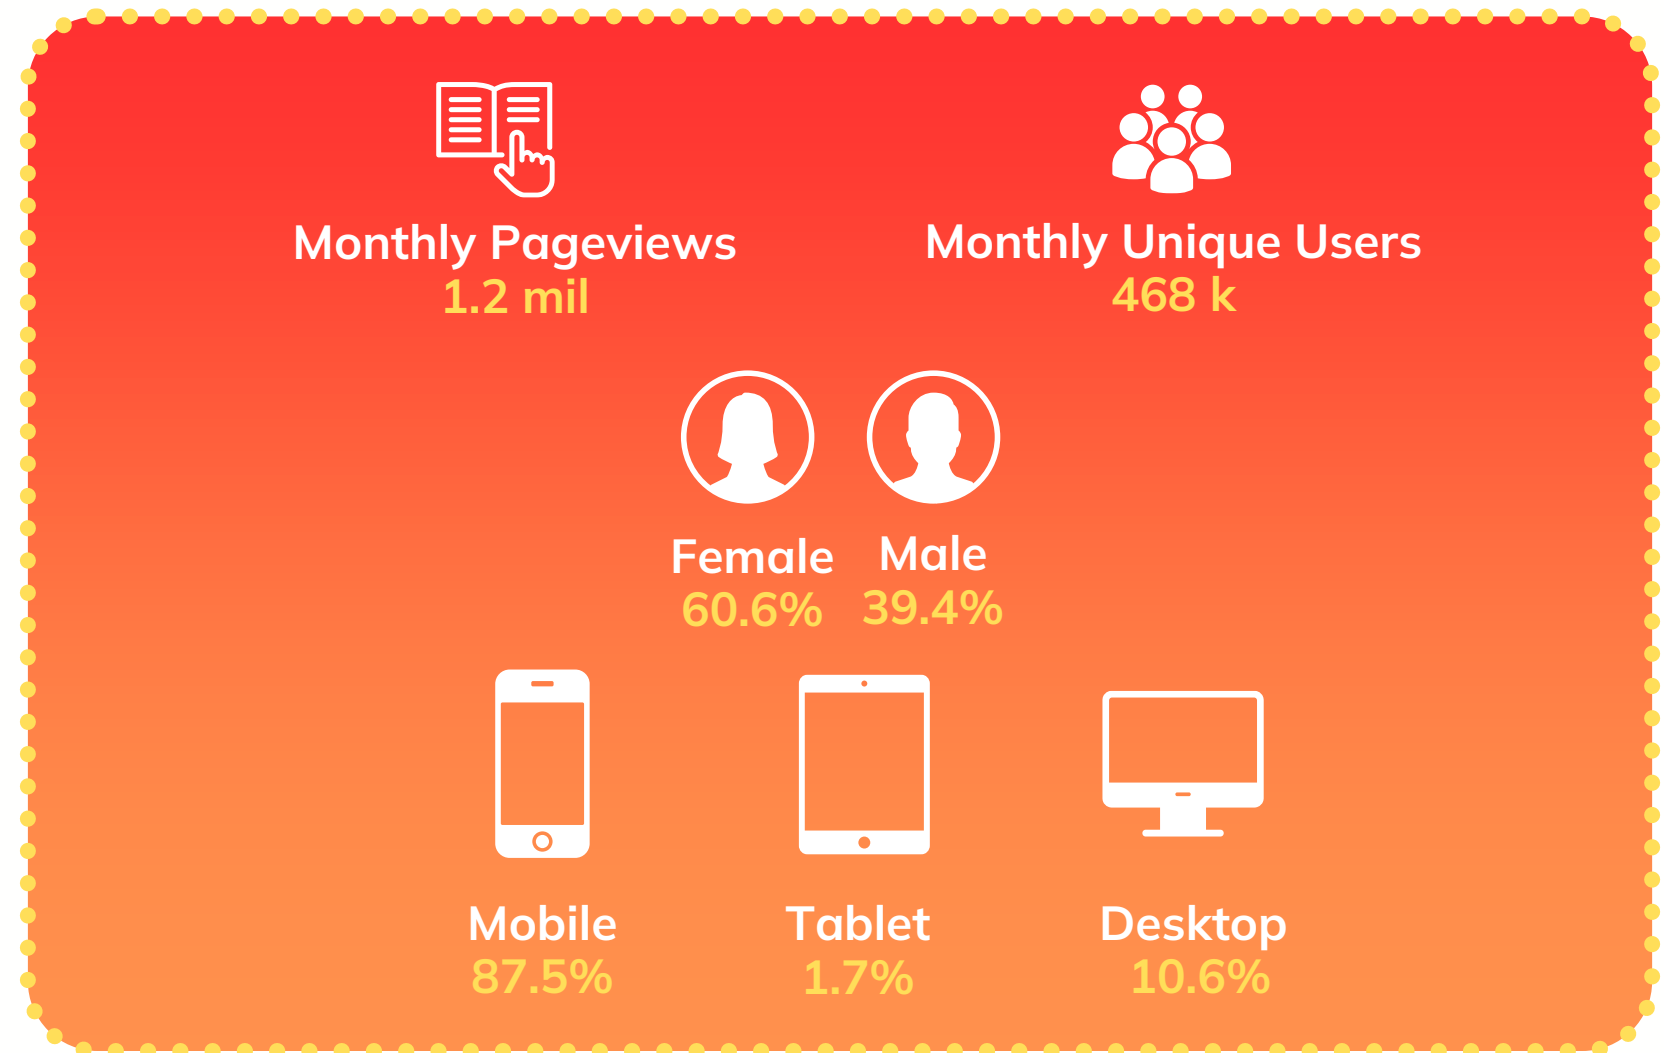 Monthly Pageviews
1.2 mil
Monthly Unique Users
468 k
Female
60.6%
Male
39.4%
Mobile
87.5%
Tablet
1.7%
Desktop
10.6%